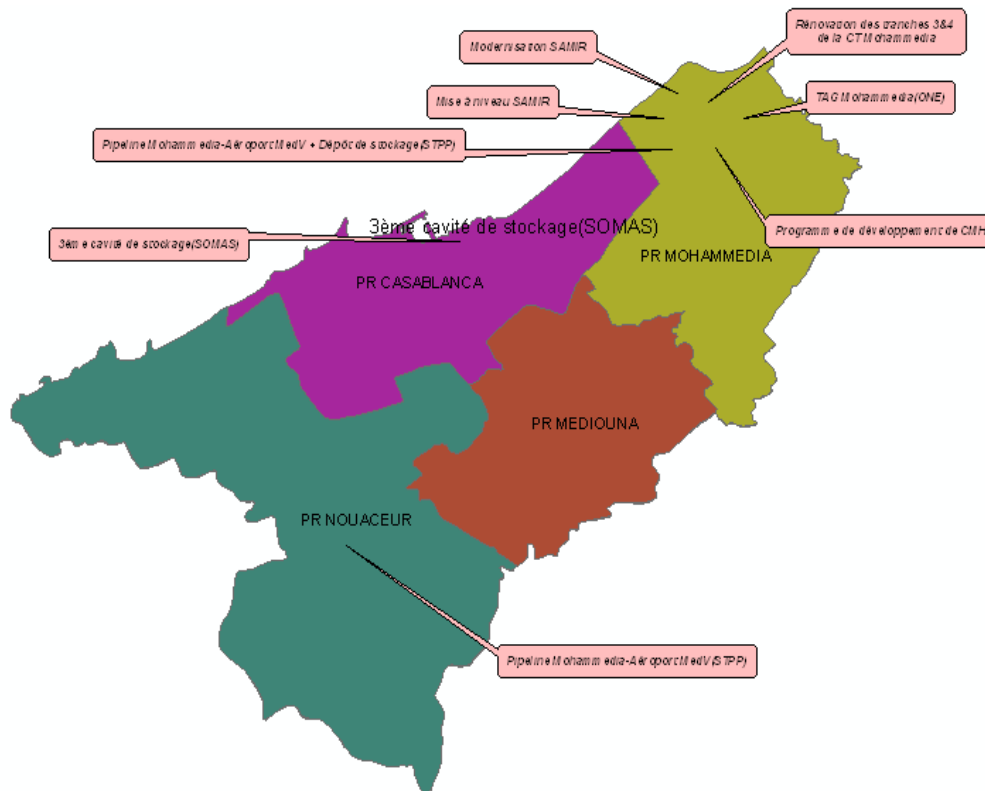 Rénovation des tranches 3&4
de la CT Mohammedia
Modernisation SAMIR
Mise à niveau SAMIR
TAG Mohammedia(ONE)
Pipeline Mohammedia-Aéroport MedV + Dépôt de stockage(STPP)
3ème cavité de stockage(SOMAS)
3ème cavité de stockage(SOMAS)
Programme de développement de CMH
PR MOHAMMEDIA
PR CASABLANCA
PR MEDIOUNA
PR NOUACEUR
Pipeline Mohammedia-Aéroport MedV(STPP)